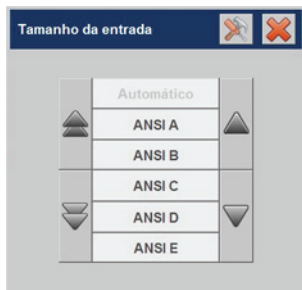 Tamanho da entrada
Automático
ANSI A
ANSI B
ANSI C
ANSI D
ANSI E